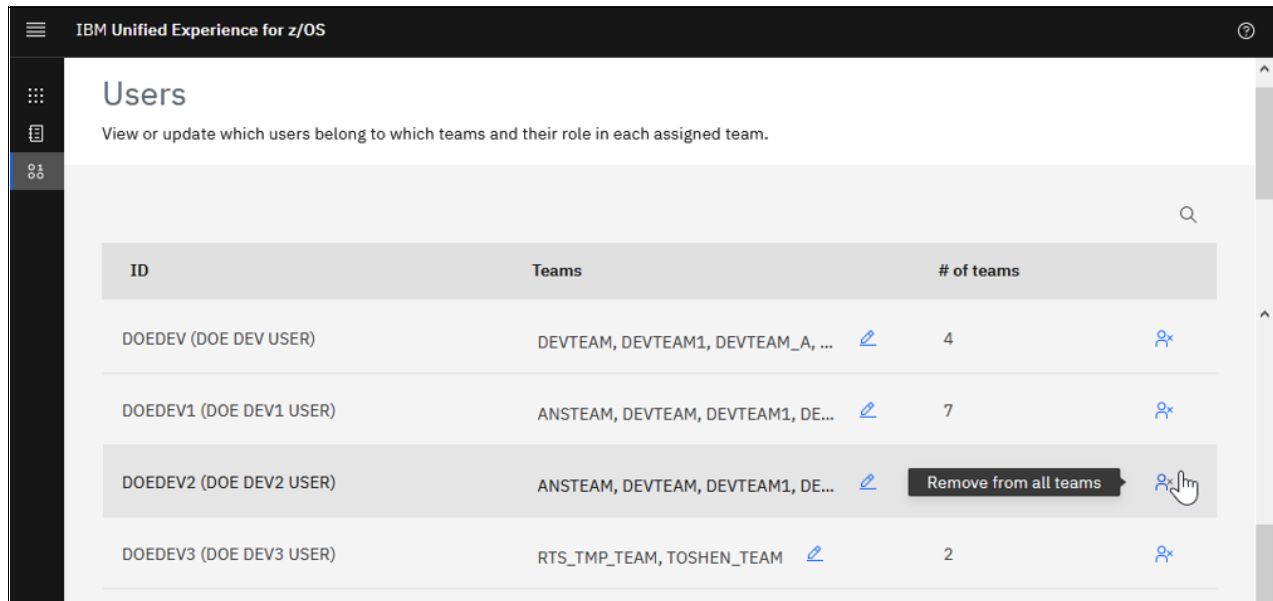 IBM Unified Experience for z/OS
Users
View or update which users belong to which teams and their role in each assigned team.
ID Teams # of teams
DOEDEV (DOE DEV USER) DEVTEAM, DEVTEAM1, DEVTEAM_A, ... 4
DOEDEV1 (DOE DEV1 USER) ANSTEAM, DEVTEAM, DEVTEAM1, DE... 7
DOEDEV2 (DOE DEV2 USER) ANSTEAM, DEVTEAM, DEVTEAM1, DE... Remove from all teams
DOEDEV3 (DOE DEV3 USER) RTS_TMP_TEAM, TOSHEN_TEAM 2